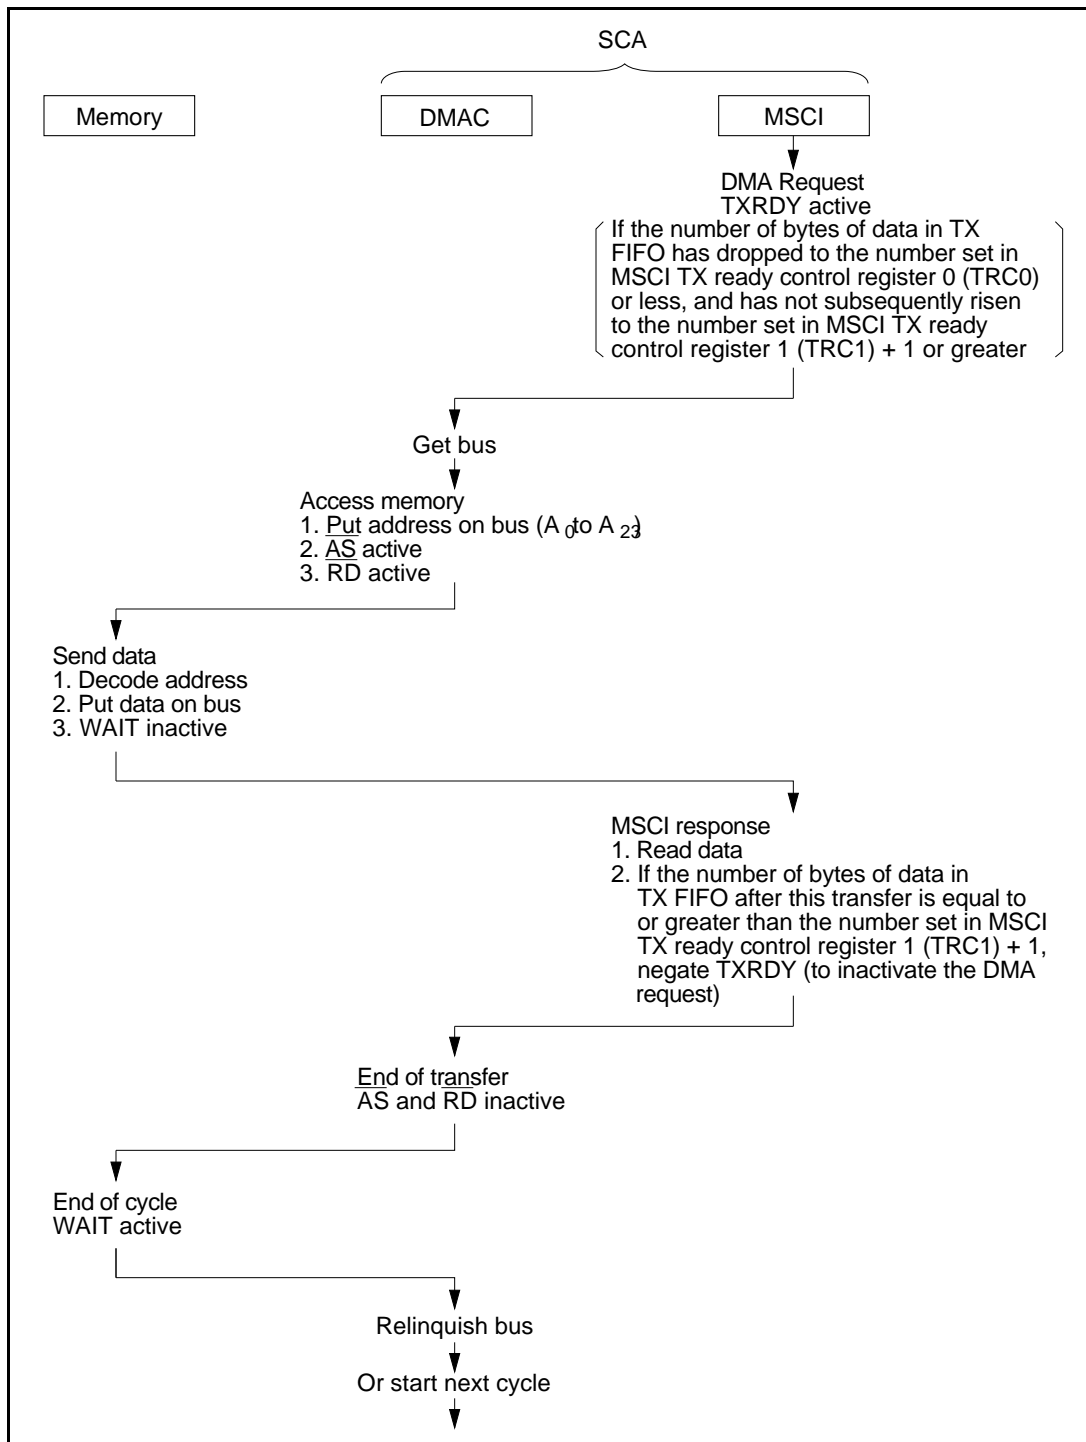 SCA
Memory
DMAC
MSCI
DMA Request
TXRDY active
If the number of bytes of data in TX
FIFO has dropped to the number set in
MSCI TX ready control register 0 (TRC0)
or less, and has not subsequently risen
to the number set in MSCI TX ready
control register 1 (TRC1) + 1 or greater
Get bus
Access memory
1. Put address on bus (A 0 to A 23)
2. AS active
3. RD active
Send data
1. Decode address
2. Put data on bus
3. WAIT inactive
MSCI response
1. Read data
2. If the number of bytes of data in
TX FIFO after this transfer is equal to
or greater than the number set in MSCI
TX ready control register 1 (TRC1) + 1,
negate TXRDY (to inactivate the DMA
request)
End of transfer
AS and RD inactive
End of cycle
WAIT active
Relinquish bus
Or start next cycle